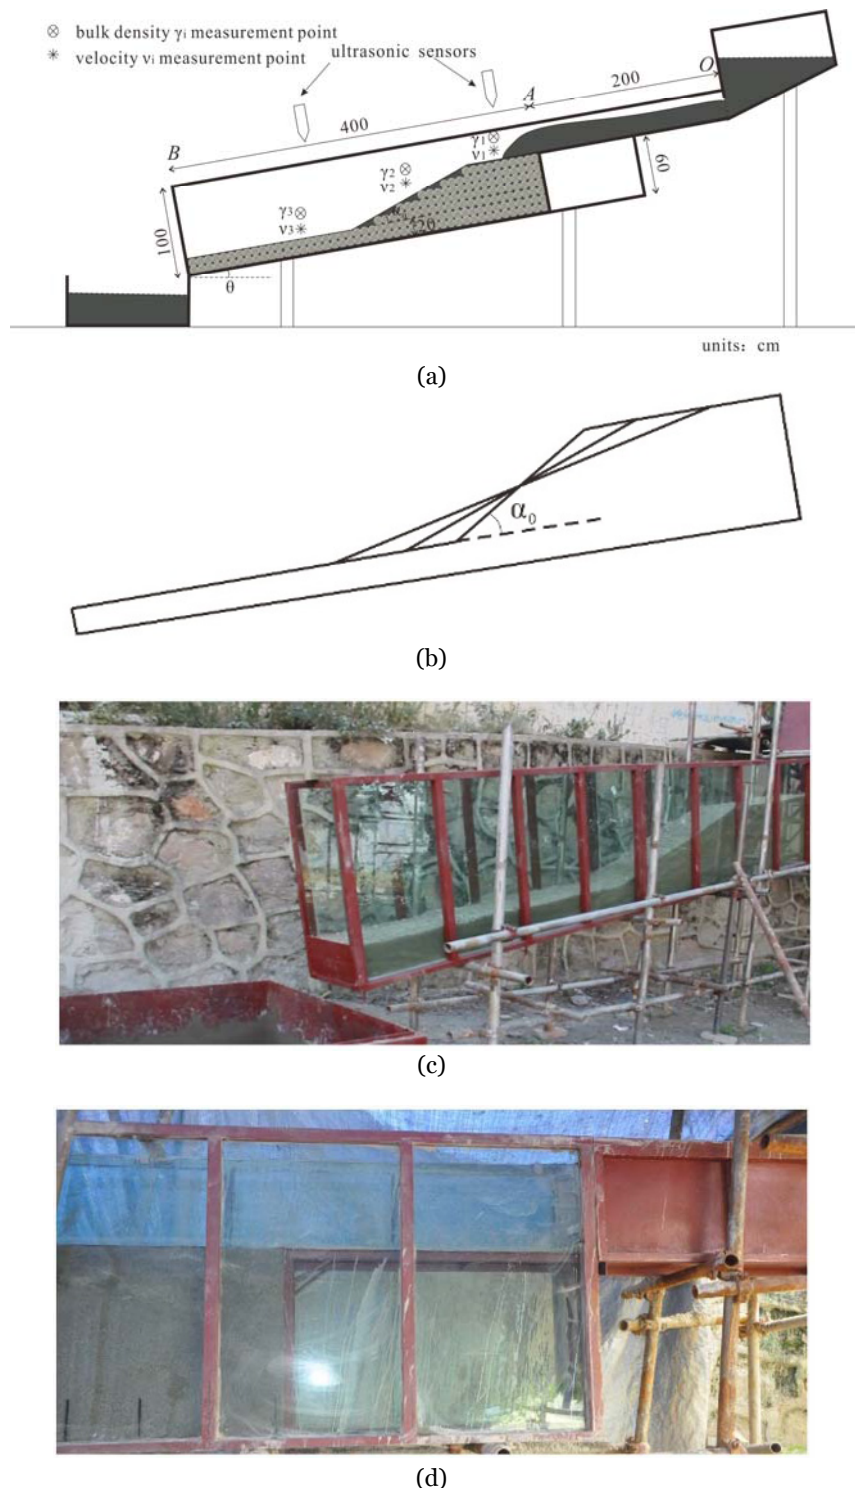 ⊗ bulk density γi measurement point
✳ velocity vi measurement point
ultrasonic sensors
O
200
A
400
B
γ1⊗
v1✳
60
γ2⊗
v2✳
γ3⊗
v3✳
100
θ
units: cm
(a)
α0
(b)
(c)
(d)